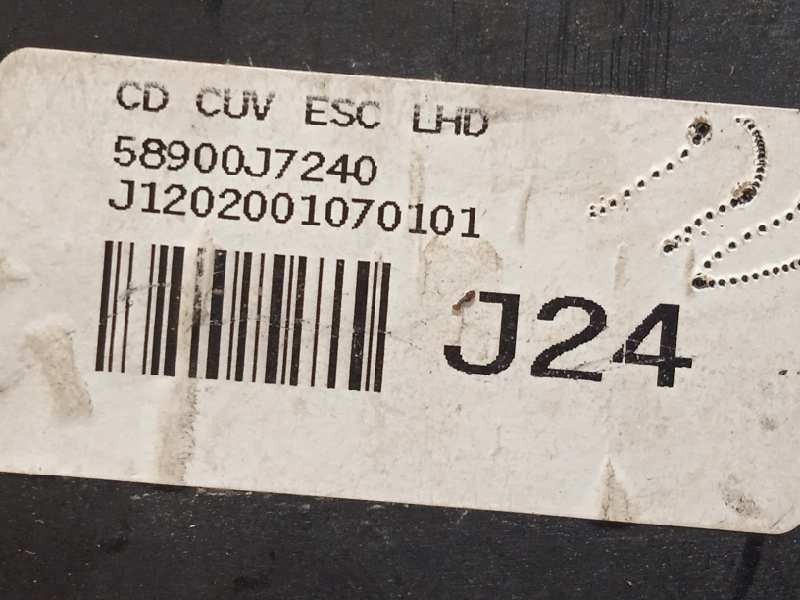 CD CUV ESC LHD
58900J7240
J1202001070101
J24